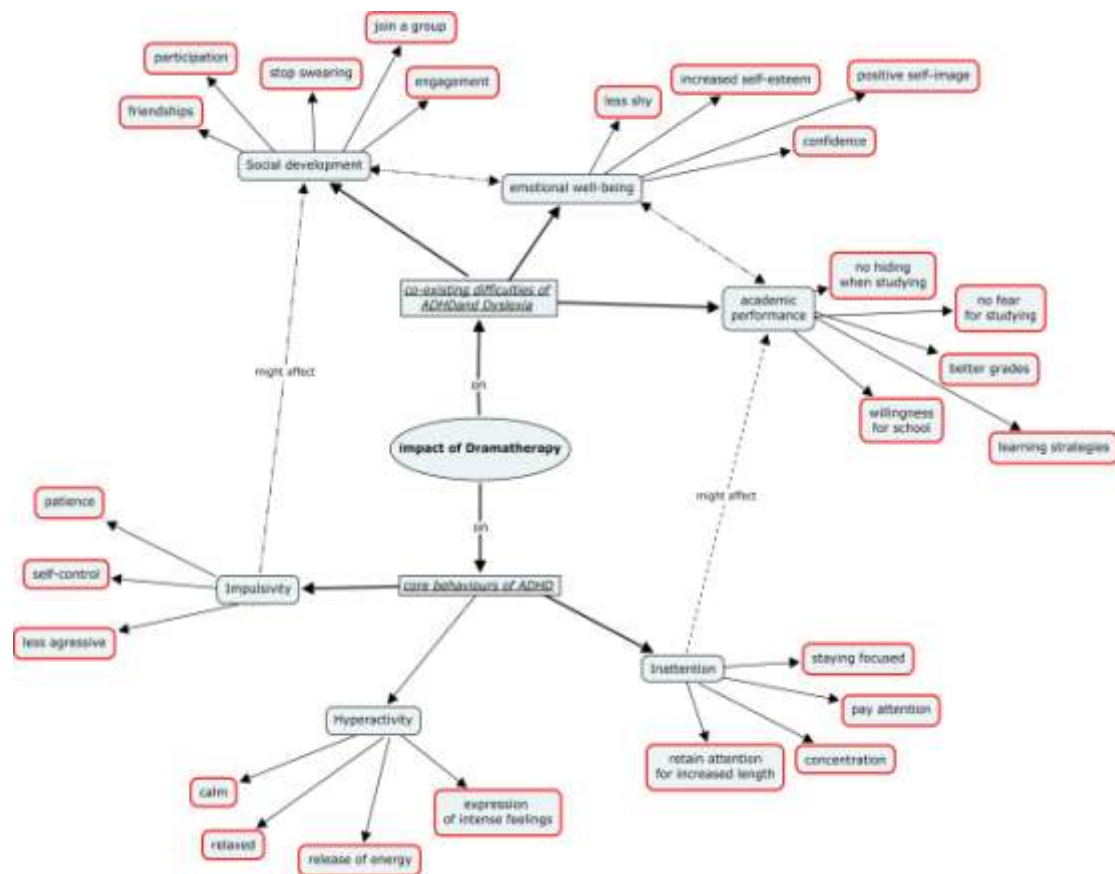 join a group
participation
stop swearing
engagement
friendships
Social development
increased self-esteem
positive self-image
less shy
confidence
emotional well-being
co-existing difficulties of
ADHDand Dyslexia
academic
performance
no hiding
when studying
no fear
for studying
better grades
willingness
for school
learning strategies
might affect
on
impact of Dramatherapy
might affect
on
patience
self-control
less agressive
Impulsivity
core behaviours of ADHD
Inattention
staying focused
pay attention
concentration
retain attention
for increased length
Hyperactivity
calm
relaxed
release of energy
expression
of intense feelings